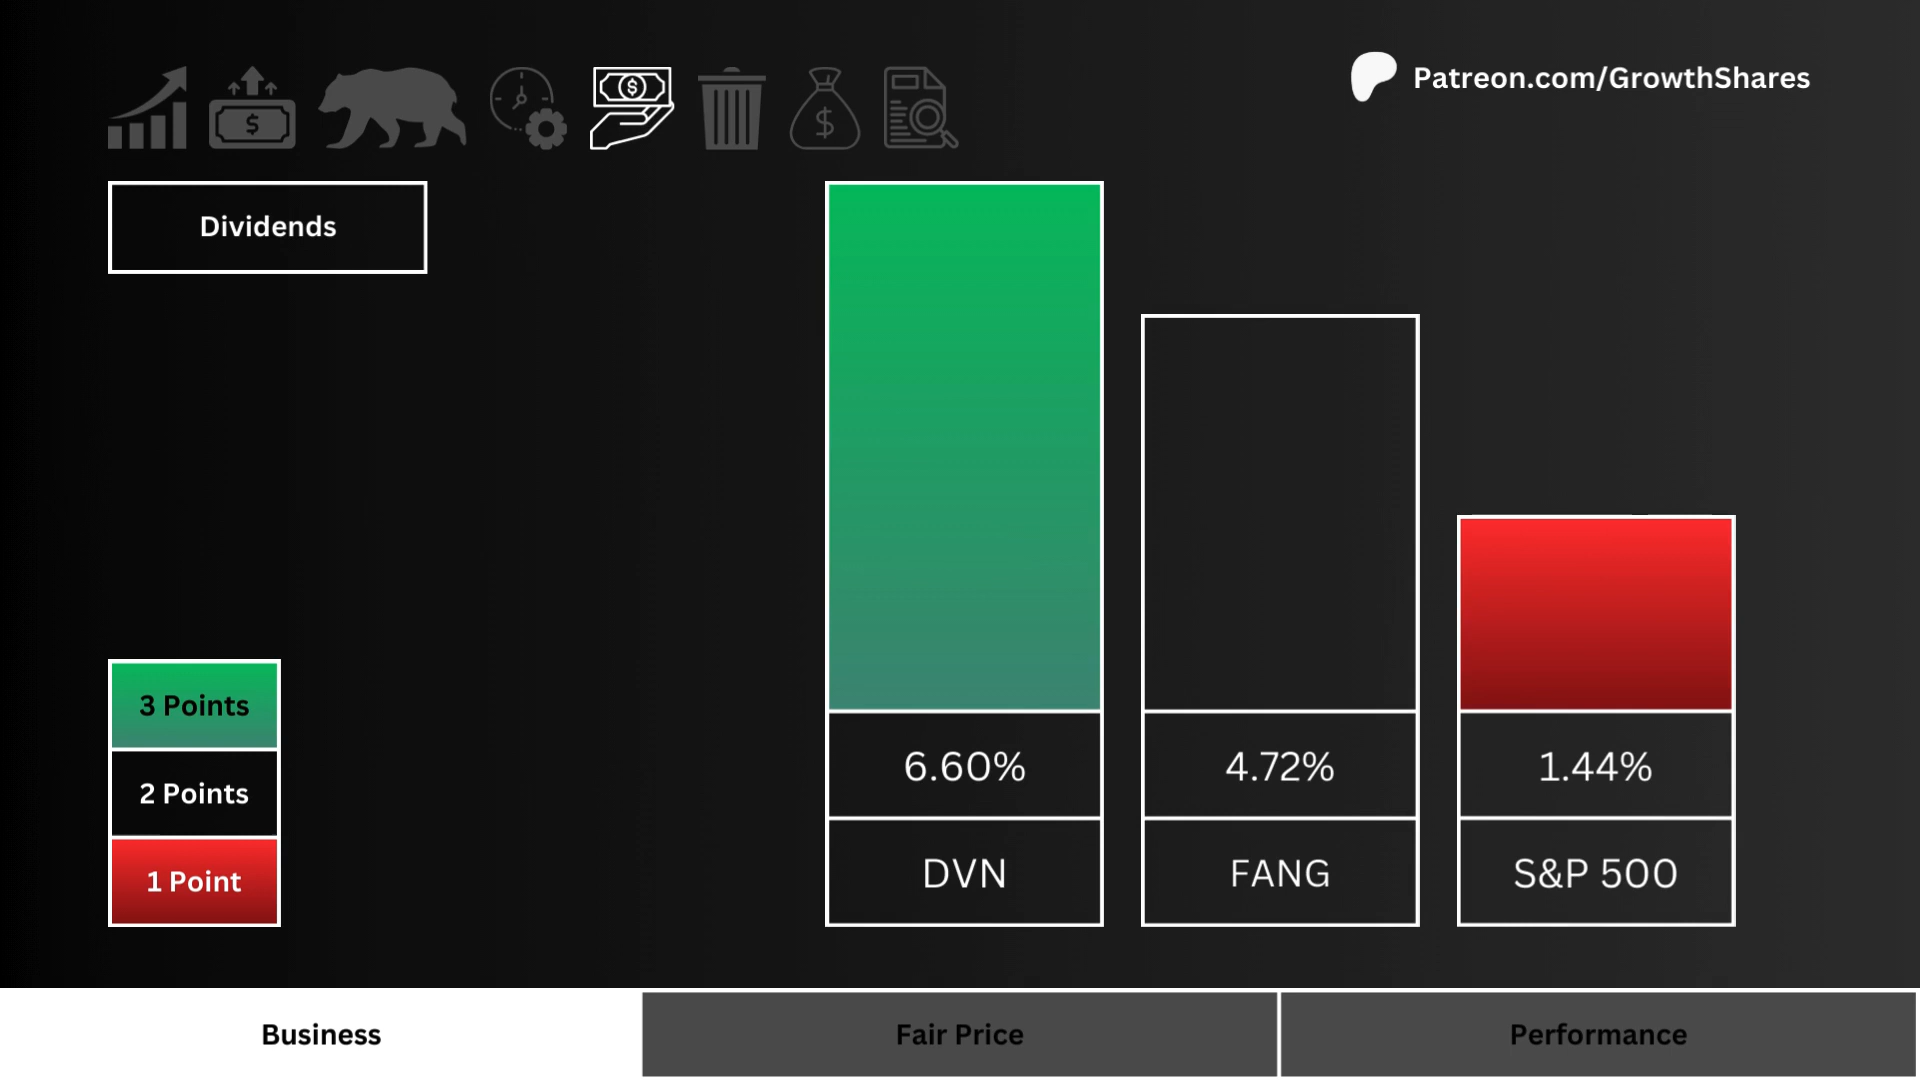 Patreon.com/GrowthShares
Dividends
3 Points
2 Points
1 Point
6.60%
4.72%
1.44%
DVN
FANG
S&P 500
Business
Fair Price
Performance